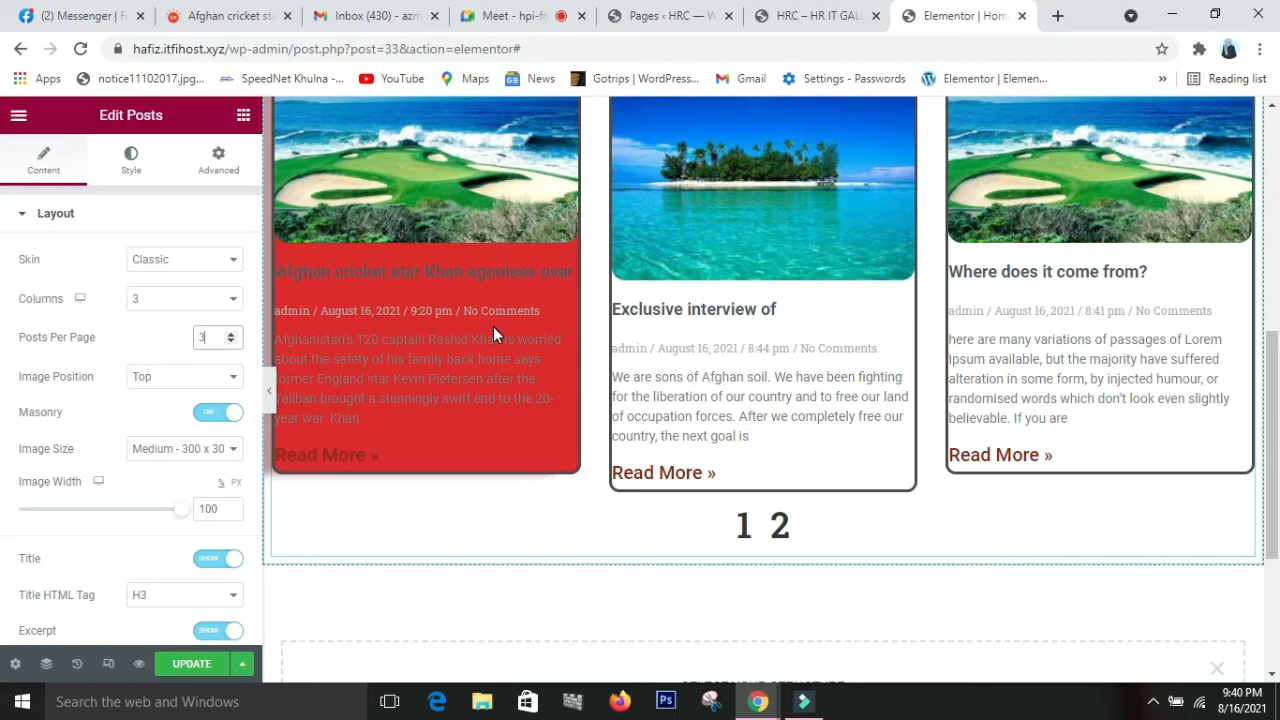 (2) Messenger | F
Afghan cricket sta
Inbox (430) - azm
Meet - hpi-fn
Pages ‹ HRC — W
HRC – HR IT GALL
Elementor | Hom
hafiz.itfihost.xyz/wp-admin/post.php?post=33&action=elementor#
Apps
notice11102017.jpg...
SpeedNet Khulna -...
YouTube
Maps
News
Gotrips | WordPress...
Gmail
Settings - Passwords
Elementor | Elemen...
»
Reading list
Edit Posts
Content
Style
Advanced
Layout
Skin
Classic
Columns
3
Posts Per Page
3
Image Position
Top
Masonry
ON
Image Size
Medium - 300 x 30
Image Width
% PX
100
Title
SHOW
Title HTML Tag
H3
Excerpt
SHOW
UPDATE
Afghan cricket star Khan agonises over
admin / August 16, 2021 / 9:20 pm / No Comments
Afghanistan's T20 captain Rashid Khan is worried
about the safety of his family back home says
former England star Kevin Pietersen after the
Taliban brought a stunningly swift end to the 20-
year war. Khan
Read More »
Exclusive interview of
admin / August 16, 2021 / 8:44 pm / No Comments
We are sons of Afghan soil. We have been fighting
for the liberation of our country and to free our land
of occupation forces. After we completely free our
country, the next goal is
Read More »
Where does it come from?
admin / August 16, 2021 / 8:41 pm / No Comments
here are many variations of passages of Lorem
Ipsum available, but the majority have suffered
alteration in some form, by injected humour, or
randomised words which don't look even slightly
believable. If you are
Read More »
1 2
Search the web and Windows
Ps
9:40 PM
8/16/2021